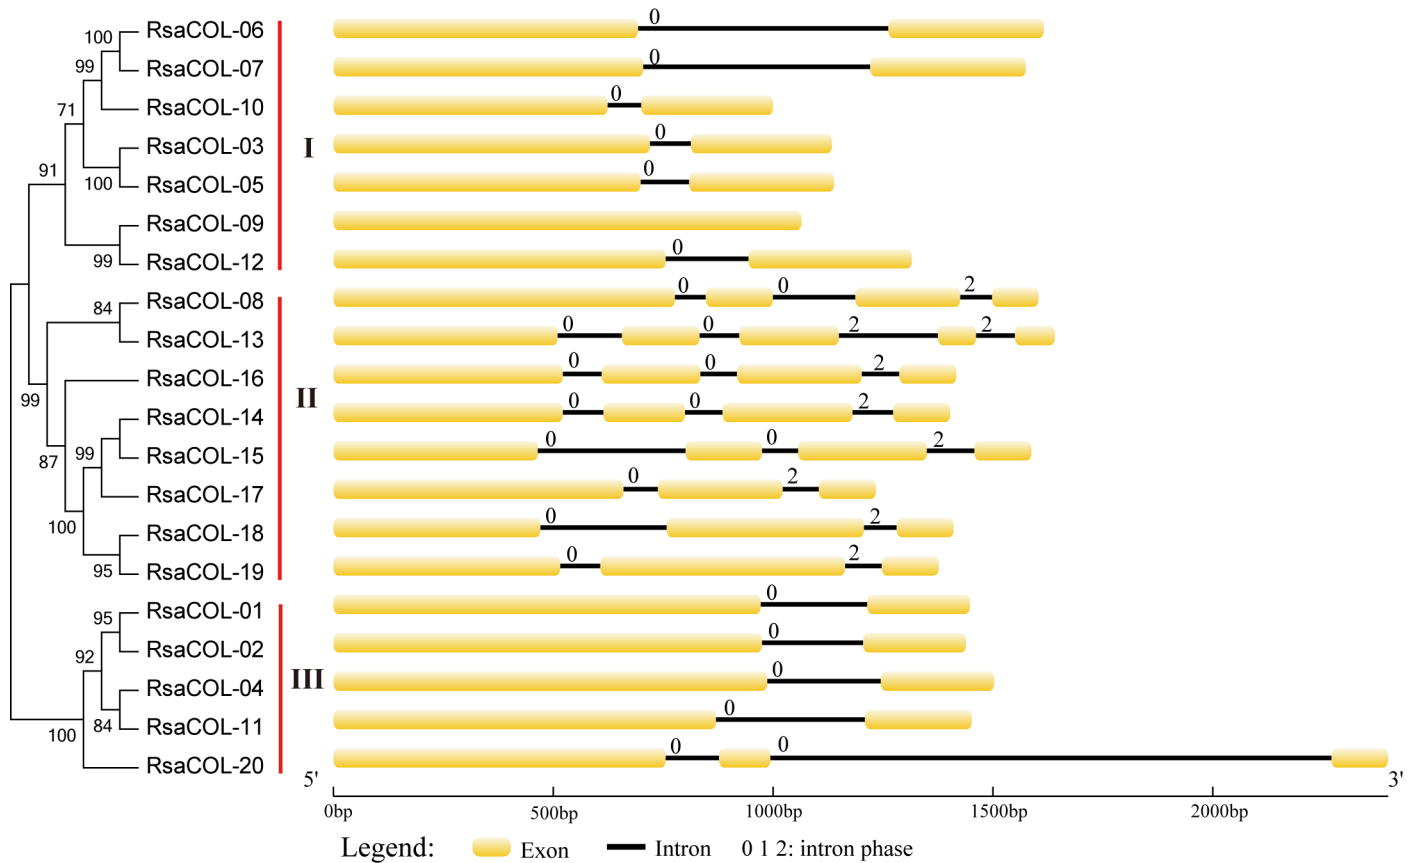 100 RsaCOL-06 0
99 RsaCOL-07 0
71 RsaCOL-10 0
RsaCOL-03 I 0
91 100 RsaCOL-05 0
RsaCOL-09
99 RsaCOL-12 0
84 RsaCOL-08 0 0 2
RsaCOL-13 0 0 2 2
99 RsaCOL-16 II 0 0 2
RsaCOL-14 0 0 2
87 99 RsaCOL-15 0 0 2
RsaCOL-17 0 2
100 RsaCOL-18 0 2
95 RsaCOL-19 0 2
95 RsaCOL-01 0
92 RsaCOL-02 0
RsaCOL-04 III 0
100 84 RsaCOL-11 0
RsaCOL-20 0 0
5' 3'
0bp 500bp 1000bp 1500bp 2000bp
Legend: Exon Intron 0 1 2: intron phase